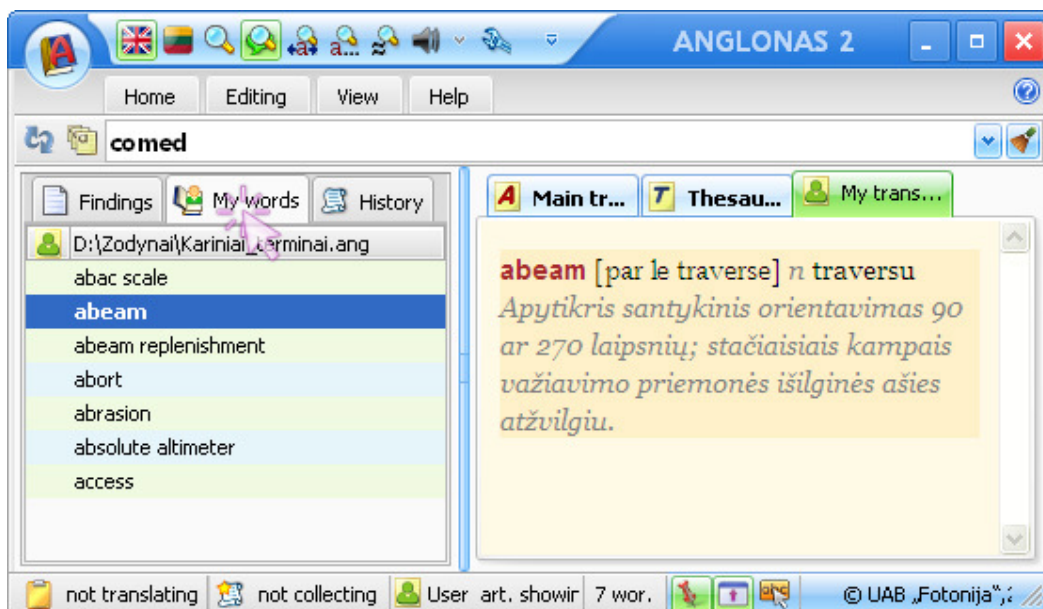 ANGLONAS 2
Home Editing View Help
comed
Findings My words History
D:\Zodynai\Kariniai_terminai.ang
abac scale
abeam
abeam replenishment
abort
abrasion
absolute altimeter
access
Main tr... Thesau... My trans...
abeam [par le traverse] n traversu
Apytikris santykinis orientavimas 90
ar 270 laipsnių; stačiaisiais kampais
važiavimo priemonės išilginės ašies
atžvilgiu.
not translating not collecting User art. showir 7 wor. © UAB „Fotonija“,